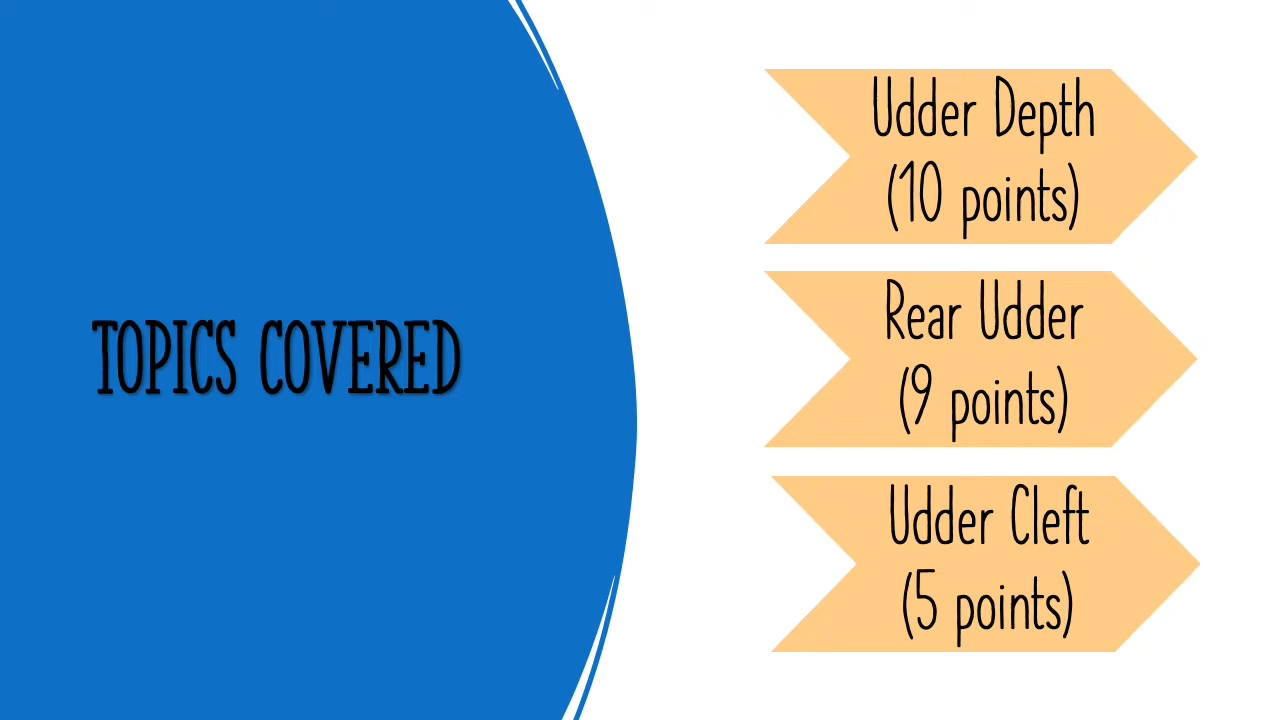 TOPICS COVERED
Udder Depth
(10 points)
Rear Udder
(9 points)
Udder Cleft
(5 points)